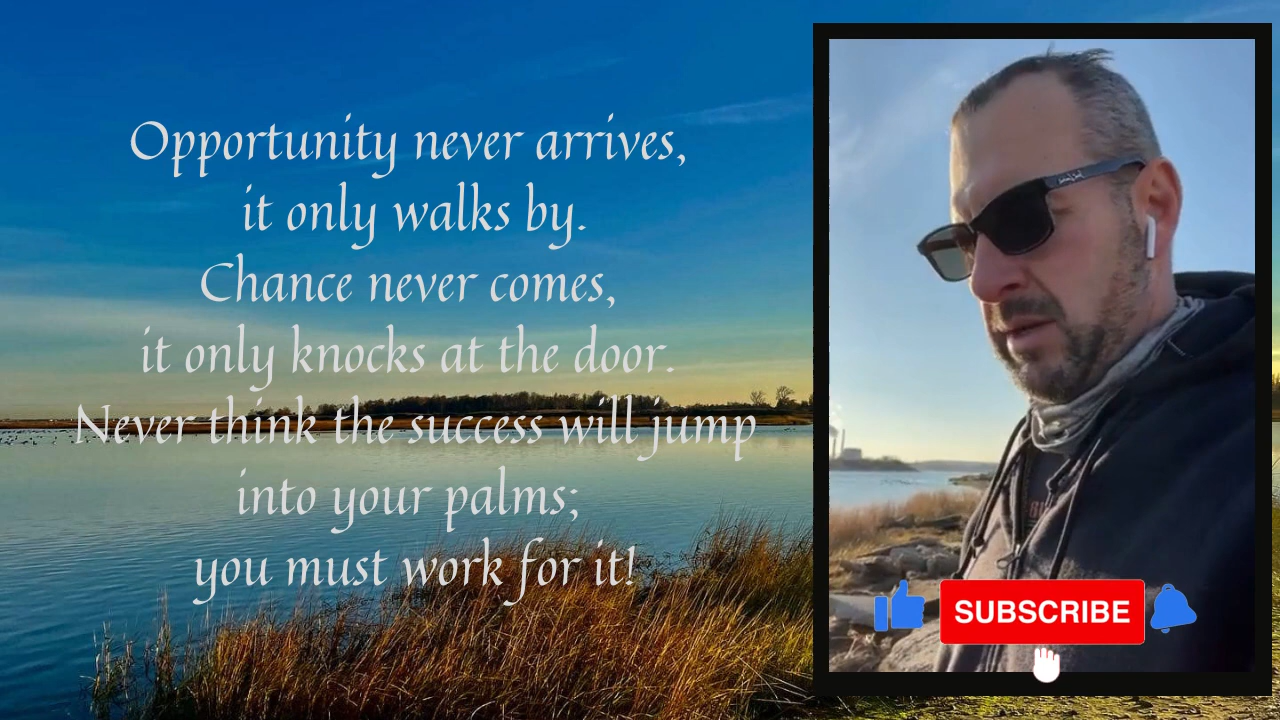 Opportunity never arrives,
it only walks by.
Chance never comes,
it only knocks at the door.
Never think the success will jump
into your palms;
you must work for it!
SUBSCRIBE